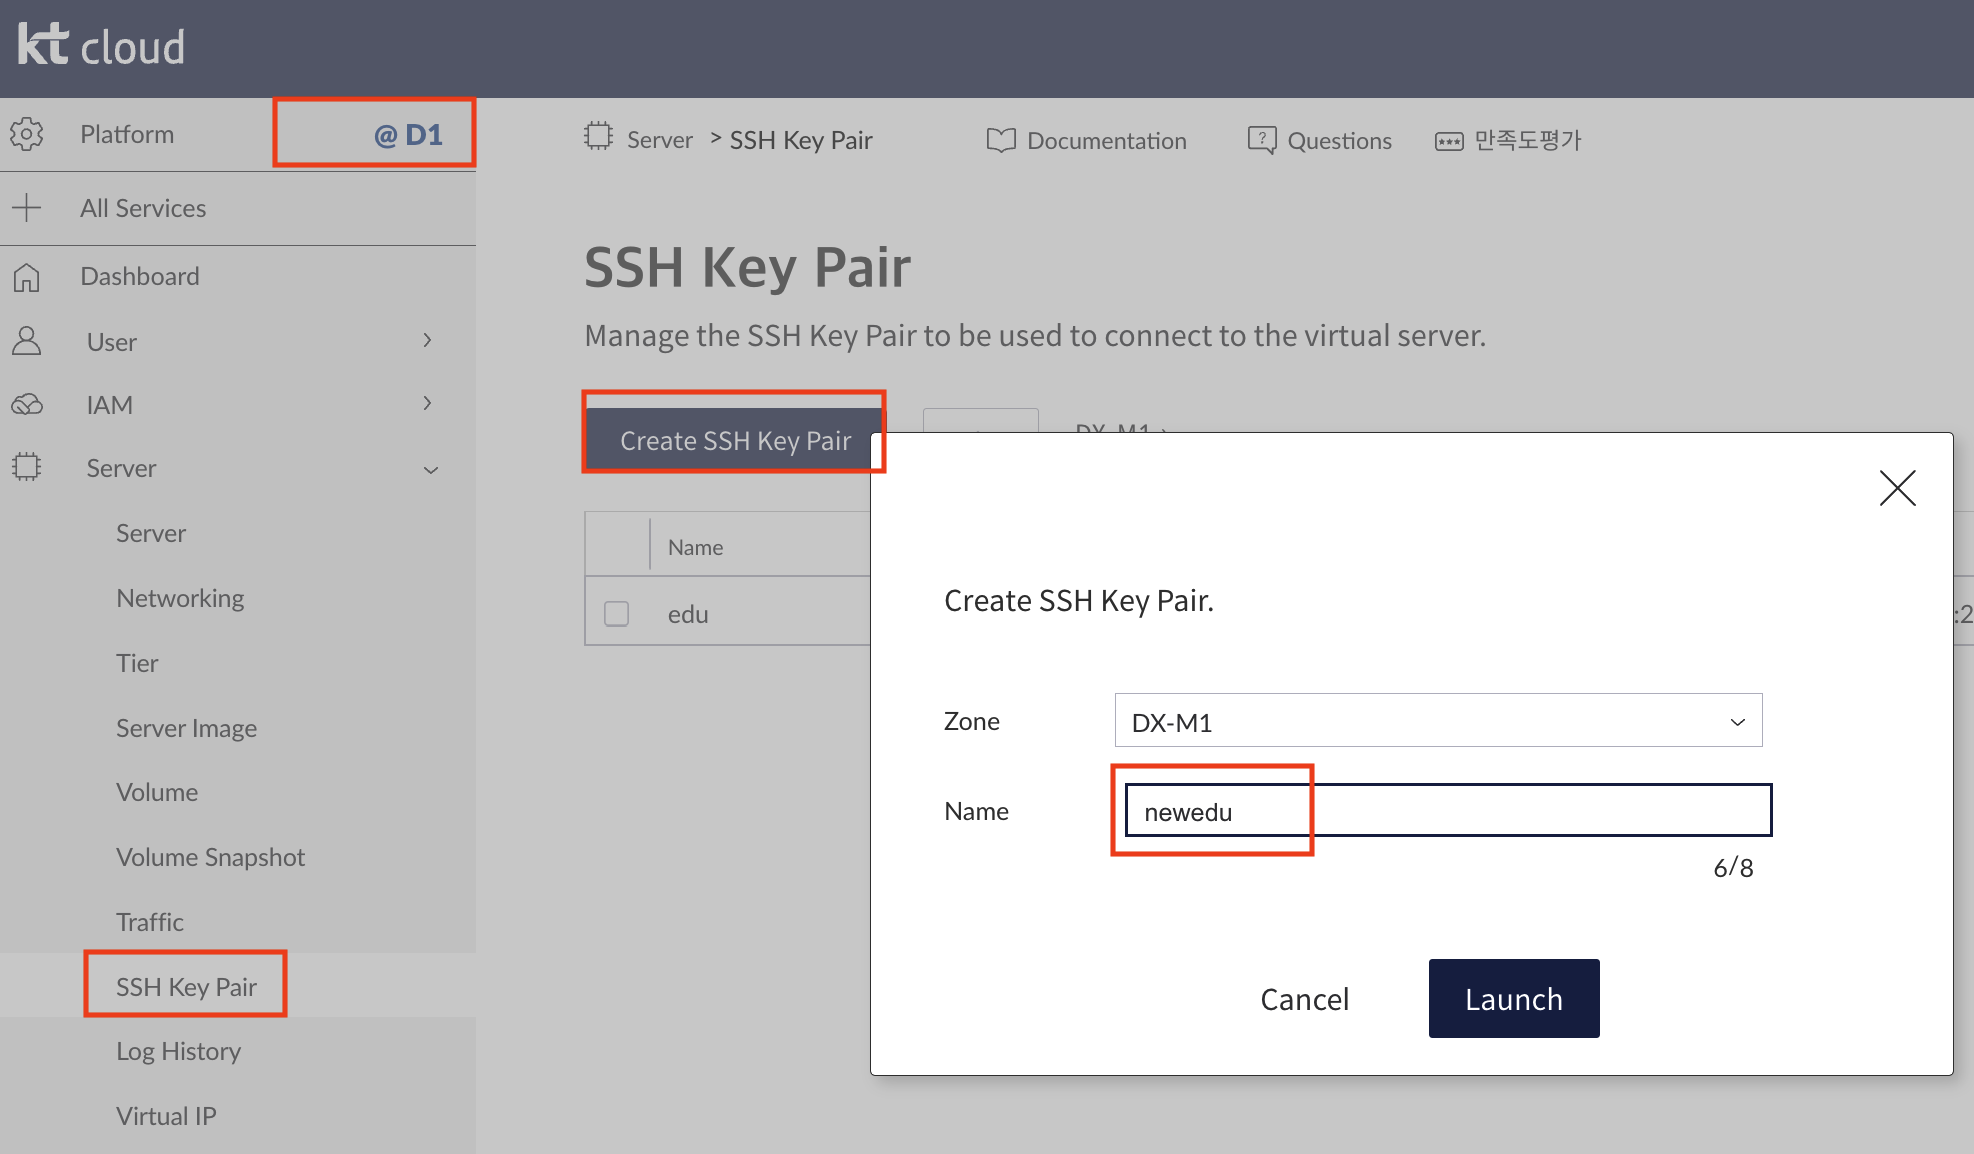 kt cloud
Platform
@ D1
All Services
Dashboard
User
IAM
Server
Server
Networking
Tier
Server Image
Volume
Volume Snapshot
Traffic
SSH Key Pair
Log History
Virtual IP
Server > SSH Key Pair
Documentation
Questions
만족도평가
SSH Key Pair
Manage the SSH Key Pair to be used to connect to the virtual server.
Create SSH Key Pair
DX-M1
Name
edu
:2
Create SSH Key Pair.
Zone
DX-M1
Name
newedu
6/8
Cancel
Launch